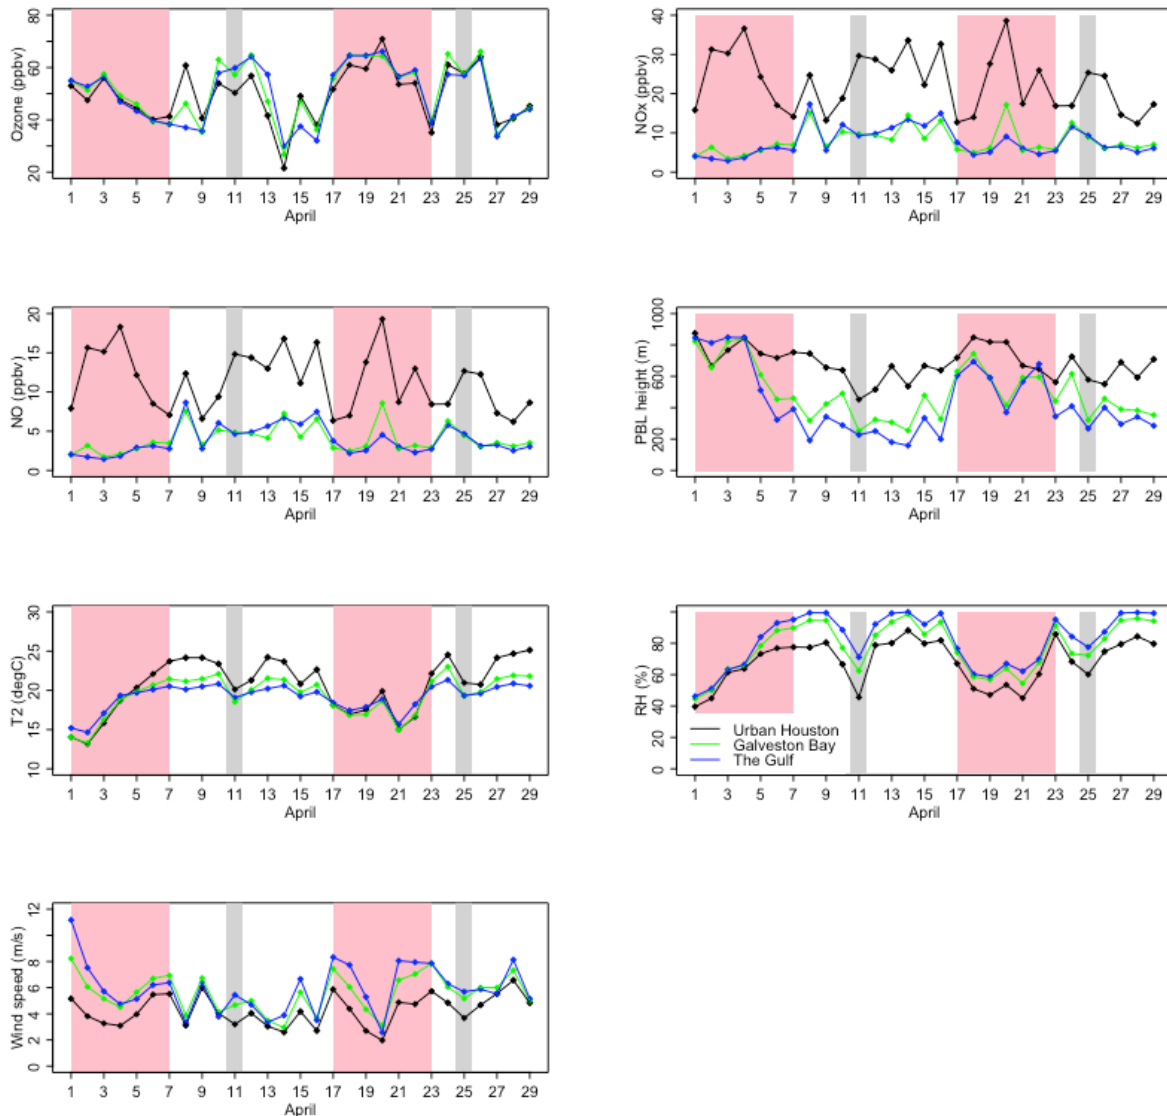 Ozone (ppbv)
80
60
40
20
1 3 5 7 9 11 13 15 17 19 21 23 25 27 29
April
NOx (ppbv)
40
30
20
10
0
1 3 5 7 9 11 13 15 17 19 21 23 25 27 29
April
NO (ppbv)
20
15
10
5
0
1 3 5 7 9 11 13 15 17 19 21 23 25 27 29
April
PBL height (m)
1000
600
200
0
1 3 5 7 9 11 13 15 17 19 21 23 25 27 29
April
T2 (degC)
30
25
20
15
10
1 3 5 7 9 11 13 15 17 19 21 23 25 27 29
April
RH (%)
80
60
40
20
0
Urban Houston
Galveston Bay
The Gulf
1 3 5 7 9 11 13 15 17 19 21 23 25 27 29
April
Wind speed (m/s)
12
10
8
6
4
2
0
1 3 5 7 9 11 13 15 17 19 21 23 25 27 29
April